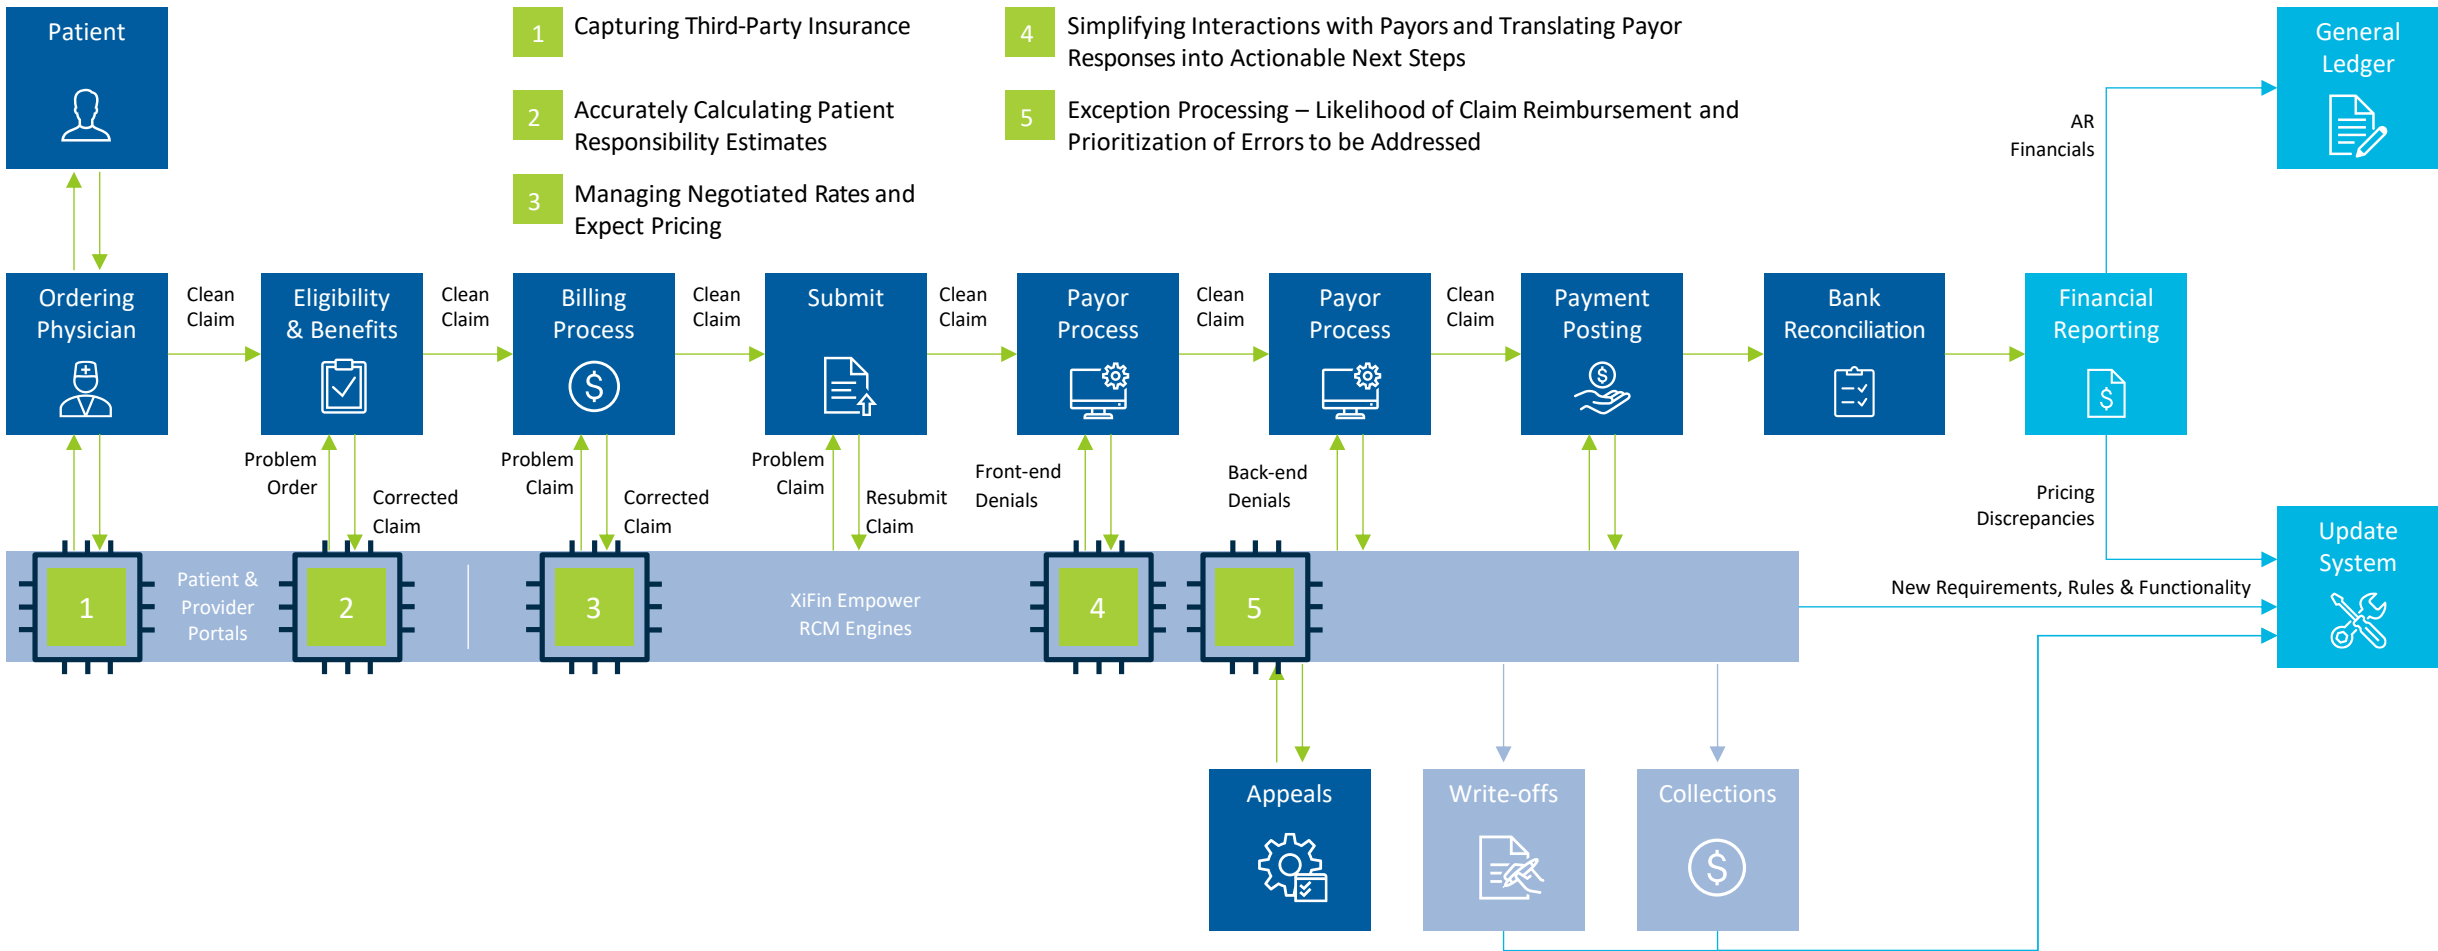 Patient
1
Capturing Third-Party Insurance
2
Accurately Calculating Patient
Responsibility Estimates
3
Managing Negotiated Rates and
Expect Pricing
4
Simplifying Interactions with Payors and Translating Payor
Responses into Actionable Next Steps
5
Exception Processing – Likelihood of Claim Reimbursement and
Prioritization of Errors to be Addressed
General
Ledger
AR
Financials
Ordering
Physician
Clean
Claim
Eligibility
& Benefits
Clean
Claim
Billing
Process
Clean
Claim
Submit
Clean
Claim
Payor
Process
Clean
Claim
Payor
Process
Clean
Claim
Payment
Posting
Bank
Reconciliation
Financial
Reporting
Problem
Order
Corrected
Claim
Problem
Claim
Corrected
Claim
Problem
Claim
Resubmit
Claim
Front-end
Denials
Back-end
Denials
Pricing
Discrepancies
Update
System
1
Patient &
Provider
Portals
2
3
XiFin Empower
RCM Engines
4
5
New Requirements, Rules & Functionality
Appeals
Write-offs
Collections